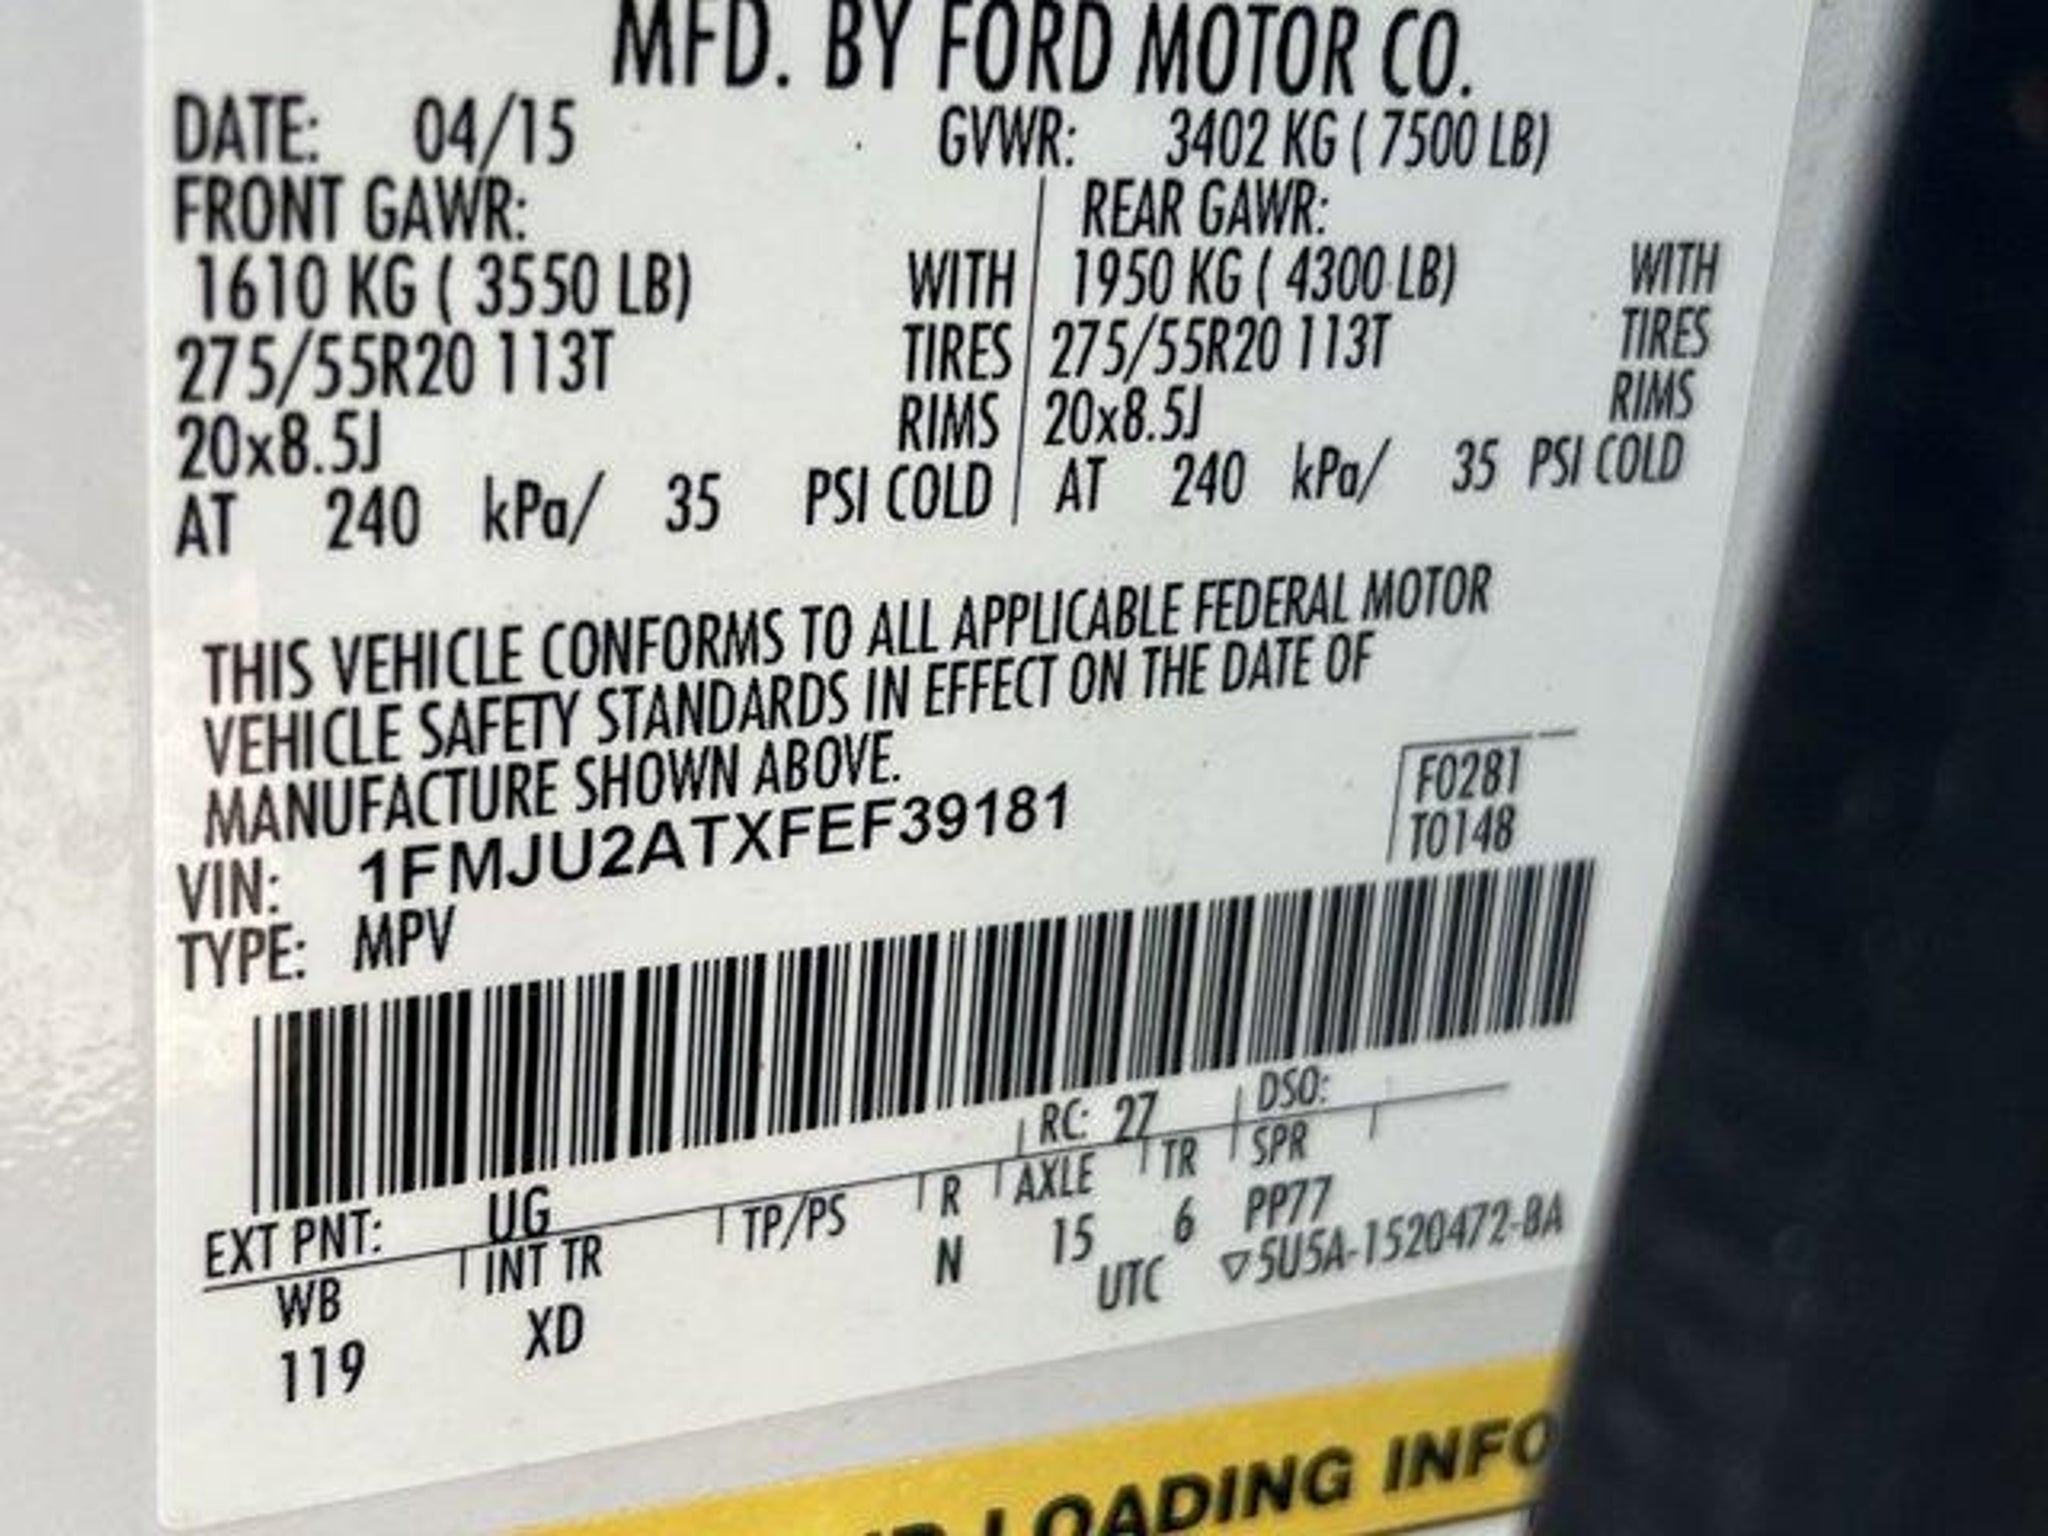 MFD. BY FORD MOTOR CO.
DATE: 04/15 GVWR: 3402 KG ( 7500 LB)
FRONT GAWR: REAR GAWR:
1610 KG ( 3550 LB) WITH 1950 KG ( 4300 LB) WITH
275/55R20 113T TIRES 275/55R20 113T TIRES
20x8.5J RIMS 20x8.5J RIMS
AT 240 kPa/ 35 PSI COLD AT 240 kPa/ 35 PSI COLD
THIS VEHICLE CONFORMS TO ALL APPLICABLE FEDERAL MOTOR
VEHICLE SAFETY STANDARDS IN EFFECT ON THE DATE OF
MANUFACTURE SHOWN ABOVE.
F0281
VIN: 1FMJU2ATXFEF39181 T0148
TYPE: MPV
EXT PNT: UG RC: 27 DSO:
WB INT TR TP/PS R AXLE TR SPR
119 XD N 15 6 PP77
UTC ▽5U5A-1520472-BA
LOADING INFO